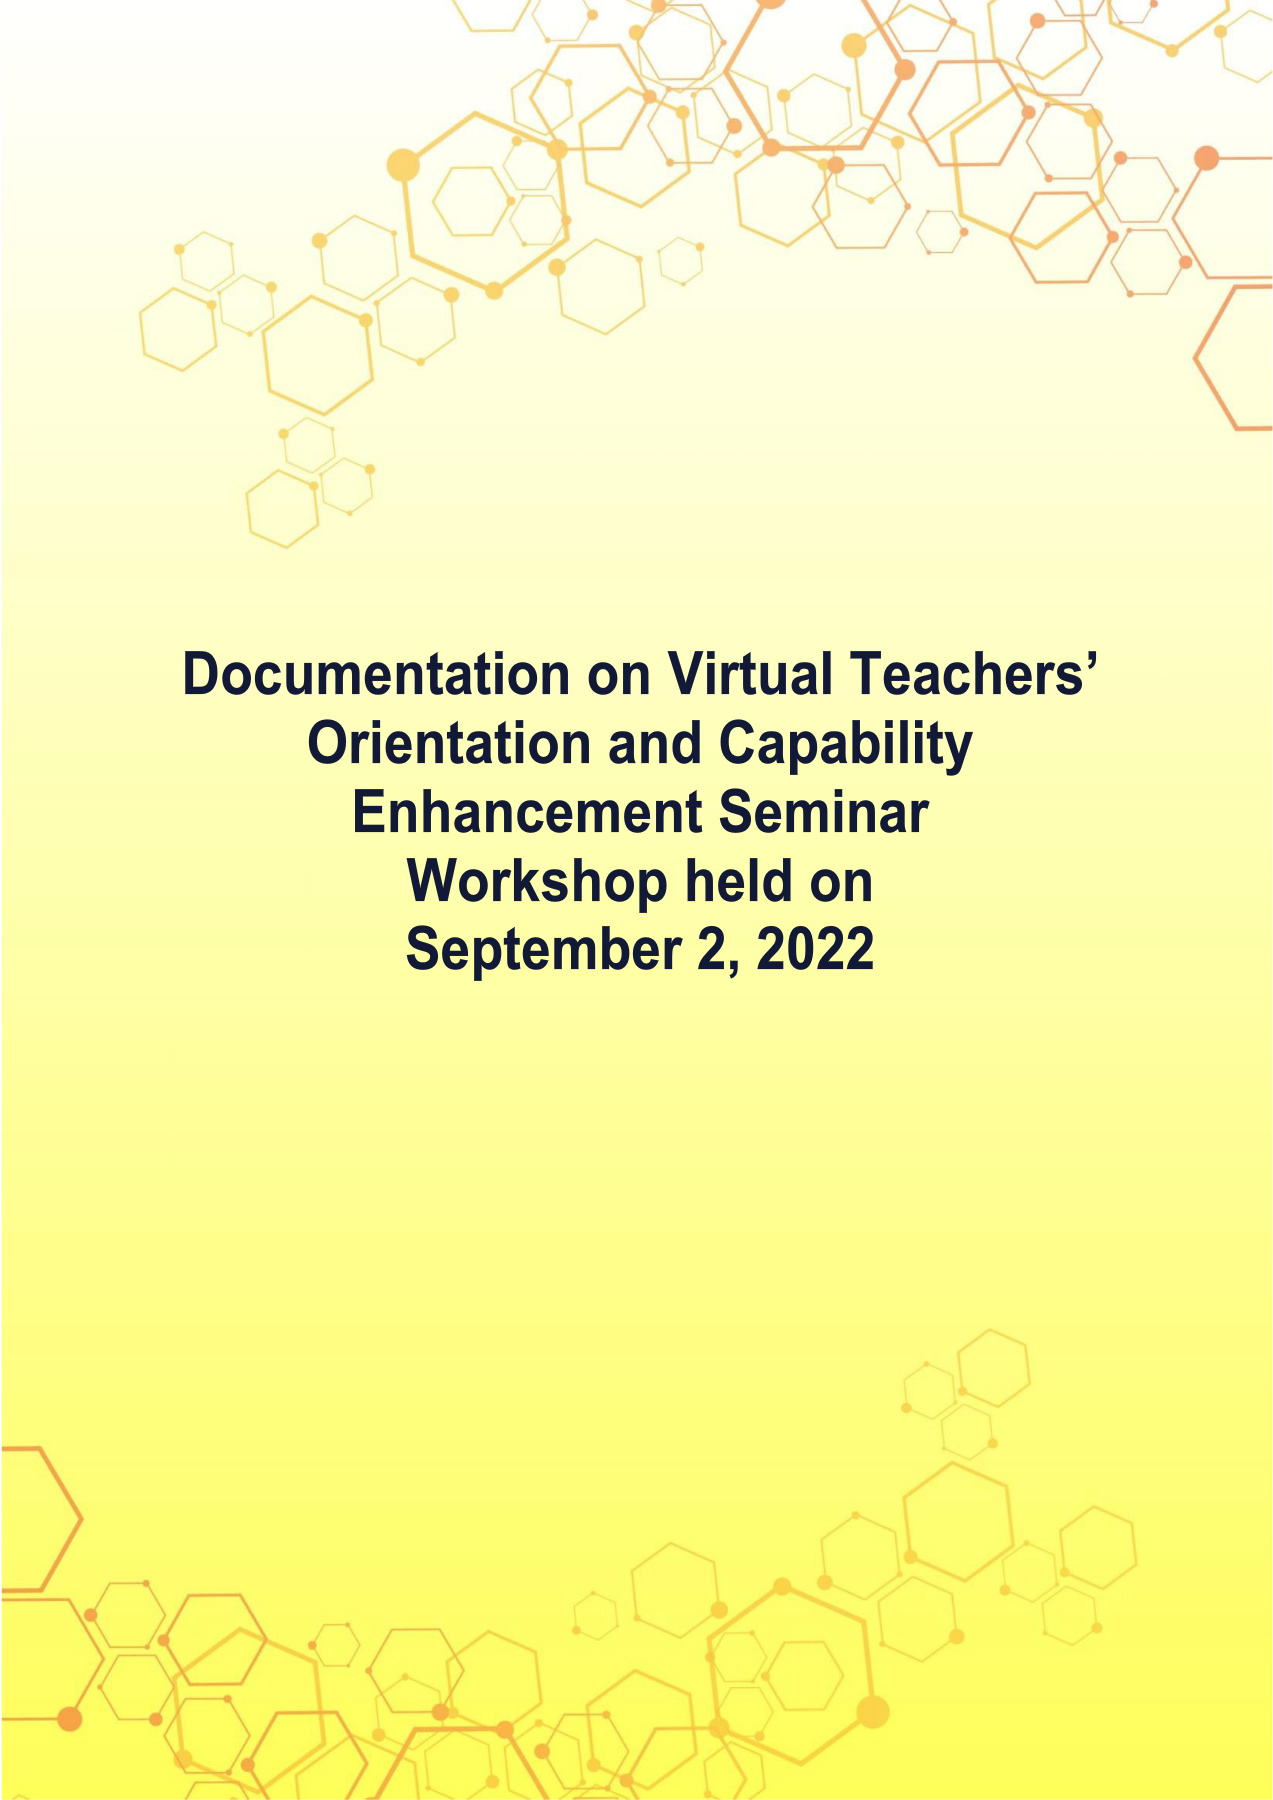 Documentation on Virtual Teachers’
Orientation and Capability
Enhancement Seminar
Workshop held on
September 2, 2022